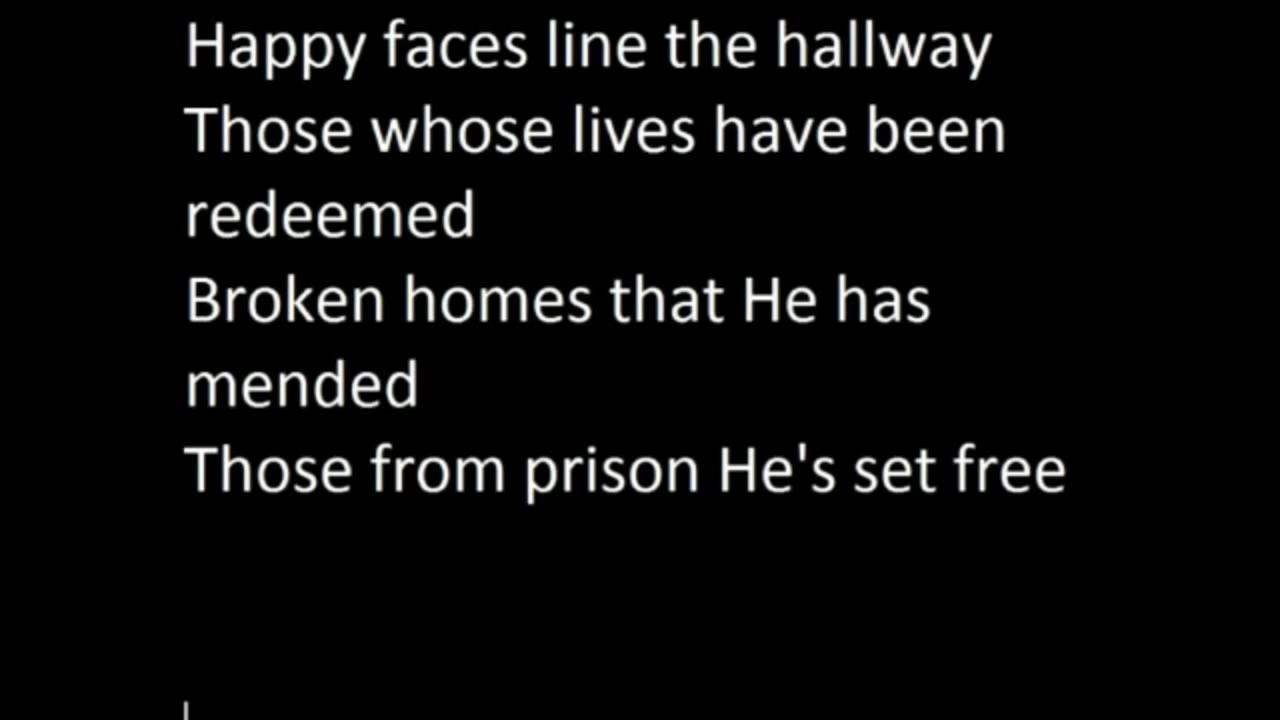 Happy faces line the hallway
Those whose lives have been
redeemed
Broken homes that He has
mended
Those from prison He's set free